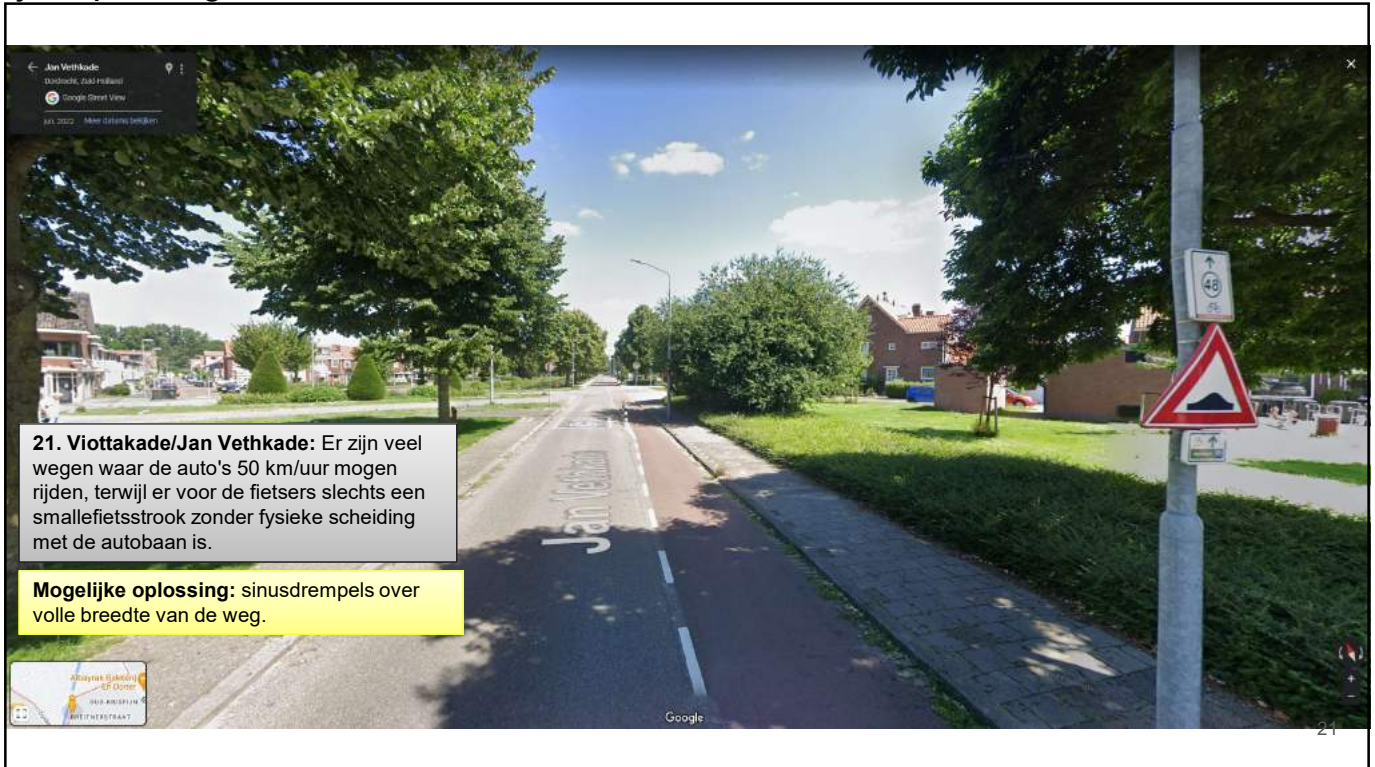 Jan Vethkade
Dordrecht, Zuid-Holland
Google Street View
jun. 2022 Meer datums bekijken
48
Jan Vethkade
21. Viottakade/Jan Vethkade: Er zijn veel
wegen waar de auto's 50 km/uur mogen
rijden, terwijl er voor de fietsers slechts een
smallefietsstrook zonder fysieke scheiding
met de autobaan is.
Mogelijke oplossing: sinusdrempels over
volle breedte van de weg.
OUD-KRISPIJN
BREITNERSTRAAT
Google
21